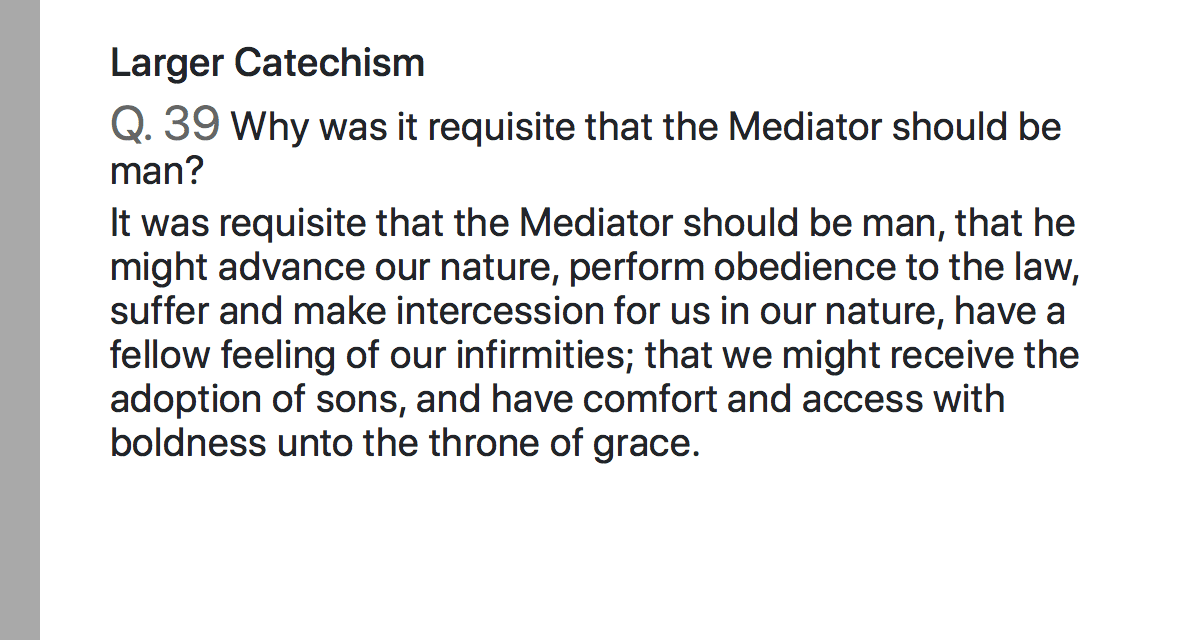 Larger Catechism
Q. 39 Why was it requisite that the Mediator should be
man?
It was requisite that the Mediator should be man, that he
might advance our nature, perform obedience to the law,
suffer and make intercession for us in our nature, have a
fellow feeling of our infirmities; that we might receive the
adoption of sons, and have comfort and access with
boldness unto the throne of grace.